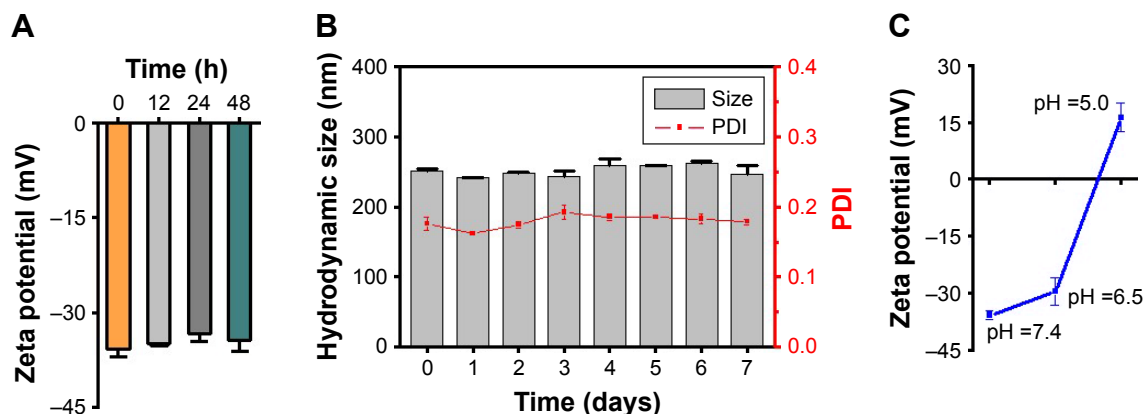 A
Time (h)
0 12 24 48
0
–15
–30
–45
Zeta potential (mV)
B
400
300
200
100
0
Hydrodynamic size (nm)
Size
PDI
0.4
0.3
0.2
0.1
0.0
PDI
0 1 2 3 4 5 6 7
Time (days)
C
30
15
0
–15
–30
–45
Zeta potential (mV)
pH =5.0
pH =6.5
pH =7.4